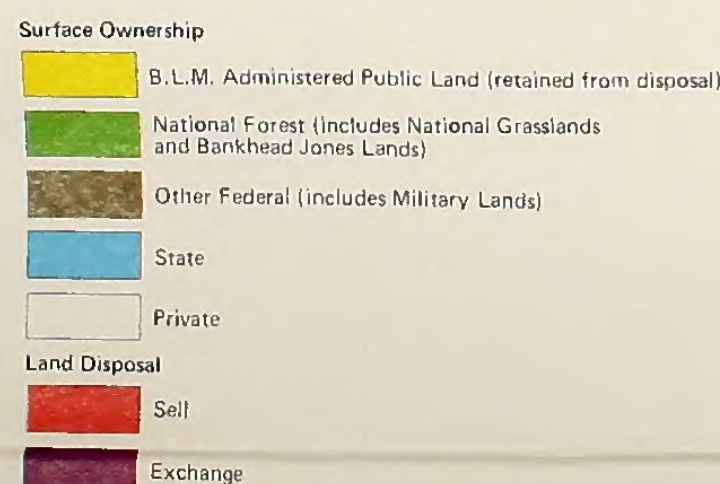 Surface Ownership
B.L.M. Administered Public Land (retained from disposal)
National Forest (includes National Grasslands
and Bankhead Jones Lands)
Other Federal (includes Military Lands)
State
Private
Land Disposal
Sell
Exchange